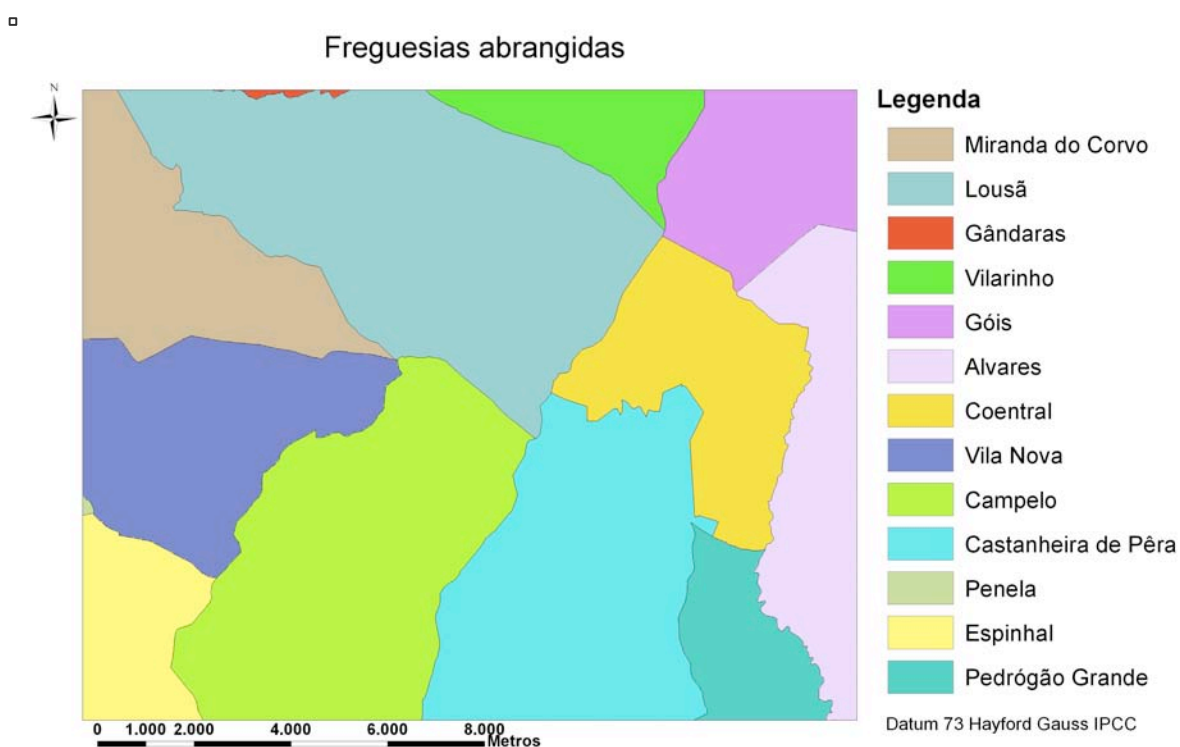 Freguesias abrangidas
N
Legenda
Miranda do Corvo
Lousã
Gândaras
Vilarinho
Góis
Alvares
Coentral
Vila Nova
Campelo
Castanheira de Pêra
Penela
Espinhal
Pedrógão Grande
Datum 73 Hayford Gauss IPCC
0 1.000 2.000 4.000 6.000 8.000
Metros